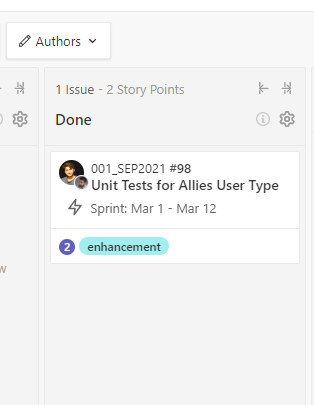 Authors
1 Issue - 2 Story Points
Done
001_SEP2021 #98
Unit Tests for Allies User Type
Sprint: Mar 1 - Mar 12
w
2 enhancement